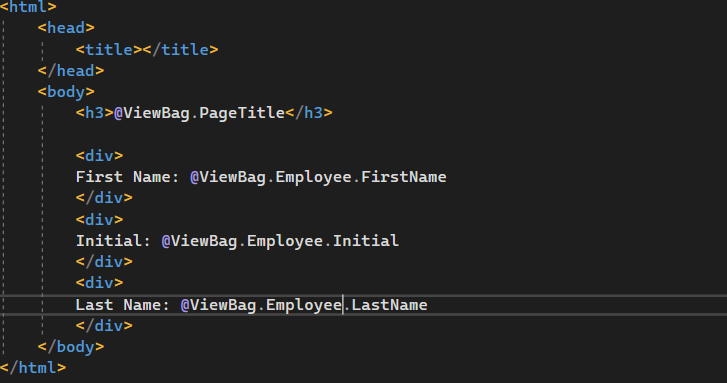 <html>
<head>
<title></title>
</head>
<body>
<h3>@ViewBag.PageTitle</h3>
<div>
First Name: @ViewBag.Employee.FirstName
</div>
<div>
Initial: @ViewBag.Employee.Initial
</div>
<div>
Last Name: @ViewBag.Employee.LastName
</div>
</body>
</html>